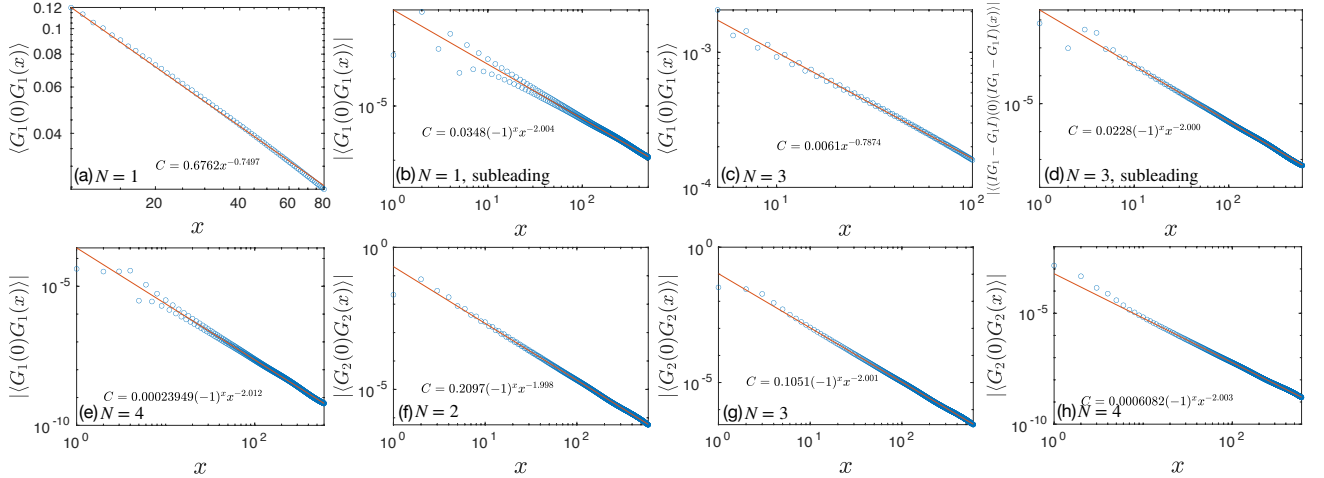 ⟨G₁(0)G₁(x)⟩
0.12
0.1
0.08
0.06
0.04
C = 0.6762x^{-0.7497}
(a) N = 1
20
40
60
80
x
|⟨G₁(0)G₁(x)⟩|
10^{-5}
C = 0.0348(-1)^x x^{-2.004}
(b) N = 1, subleading
10^0
10^1
10^2
x
⟨G₁(0)G₁(x)⟩
10^{-3}
C = 0.0061x^{-0.7874}
(c) N = 3
10^{-4}
10^1
10^2
x
|⟨(IG₁ − G₁I)(0)(IG₁ − G₁I)(x)⟩|
10^{-5}
C = 0.0228(-1)^x x^{-2.000}
(d) N = 3, subleading
10^0
10^1
10^2
x
|⟨G₁(0)G₁(x)⟩|
10^{-5}
C = 0.00023949(-1)^x x^{-2.012}
(e) N = 4
10^{-10}
10^0
10^2
x
|⟨G₂(0)G₂(x)⟩|
10^0
10^{-5}
C = 0.2097(-1)^x x^{-1.998}
(f) N = 2
10^0
10^1
10^2
x
|⟨G₂(0)G₂(x)⟩|
10^0
10^{-5}
C = 0.1051(-1)^x x^{-2.001}
(g) N = 3
10^0
10^1
10^2
x
|⟨G₂(0)G₂(x)⟩|
10^0
10^{-5}
C = 0.0006082(-1)^x x^{-2.003}
(h) N = 4
10^{-10}
10^0
10^2
x